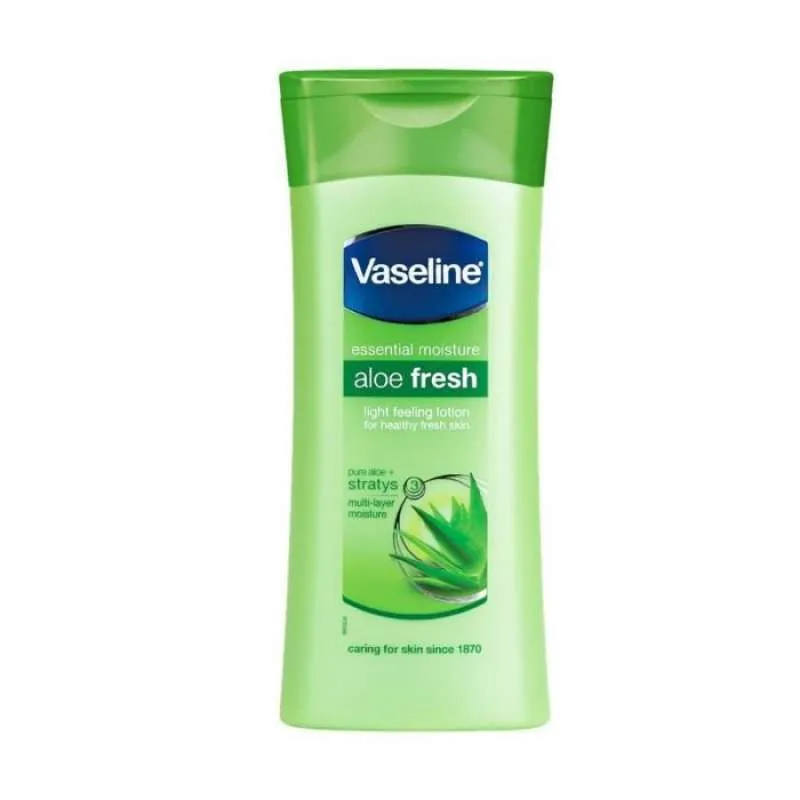 Vaseline®
essential moisture
aloe fresh
light feeling lotion
for healthy fresh skin
pure aloe +
stratys 3
multi-layer
moisture
caring for skin since 1870